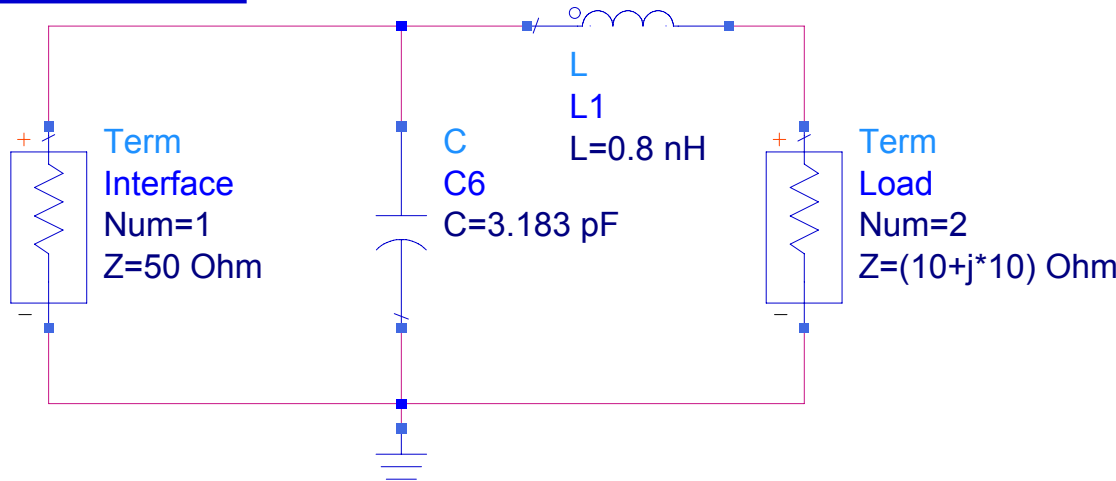 L
L1
L=0.8 nH
+
Term
Interface
Num=1
Z=50 Ohm
−
C
C6
C=3.183 pF
+
Term
Load
Num=2
Z=(10+j*10) Ohm
−